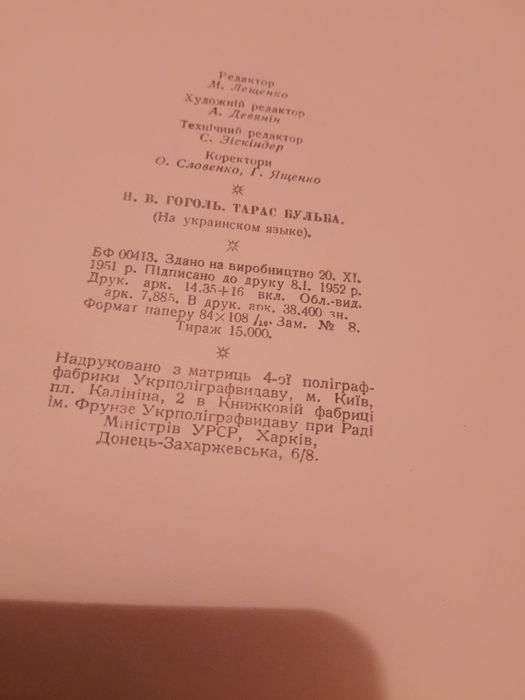 Редактор
М. Лещенко
Художній редактор
А. Девянін
Технічний редактор
С. Зіскіндер
Коректори
О. Словенко, Г. Ященко
Н. В. ГОГОЛЬ. ТАРАС БУЛЬБА.
(На украинском языке).
БФ 00413. Здано на виробництво 20. XI.
1951 р. Підписано до друку 8.I. 1952 р.
Друк. арк. 14.35+16 вкл. Обл.-вид.
арк. 7,885. В друк. арк. 38.400 зн.
Формат паперу 84×108 /₁₆. Зам. № 8.
Тираж 15.000.
Надруковано з матриць 4-ої поліграф-
фабрики Укрполіграфвидаву, м. Київ,
пл. Калініна, 2 в Книжковій фабриці
ім. Фрунзе Укрполіграфвидаву при Раді
Міністрів УРСР, Харків,
Донець-Захаржевська, 6/8.